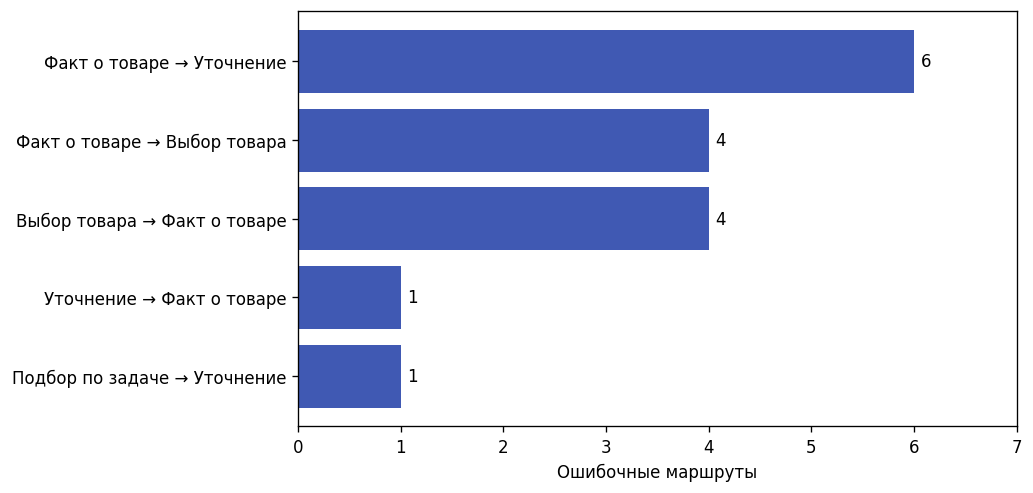 Факт о товаре → Уточнение
6
Факт о товаре → Выбор товара
4
Выбор товара → Факт о товаре
4
Уточнение → Факт о товаре
1
Подбор по задаче → Уточнение
1
0 1 2 3 4 5 6 7
Ошибочные маршруты